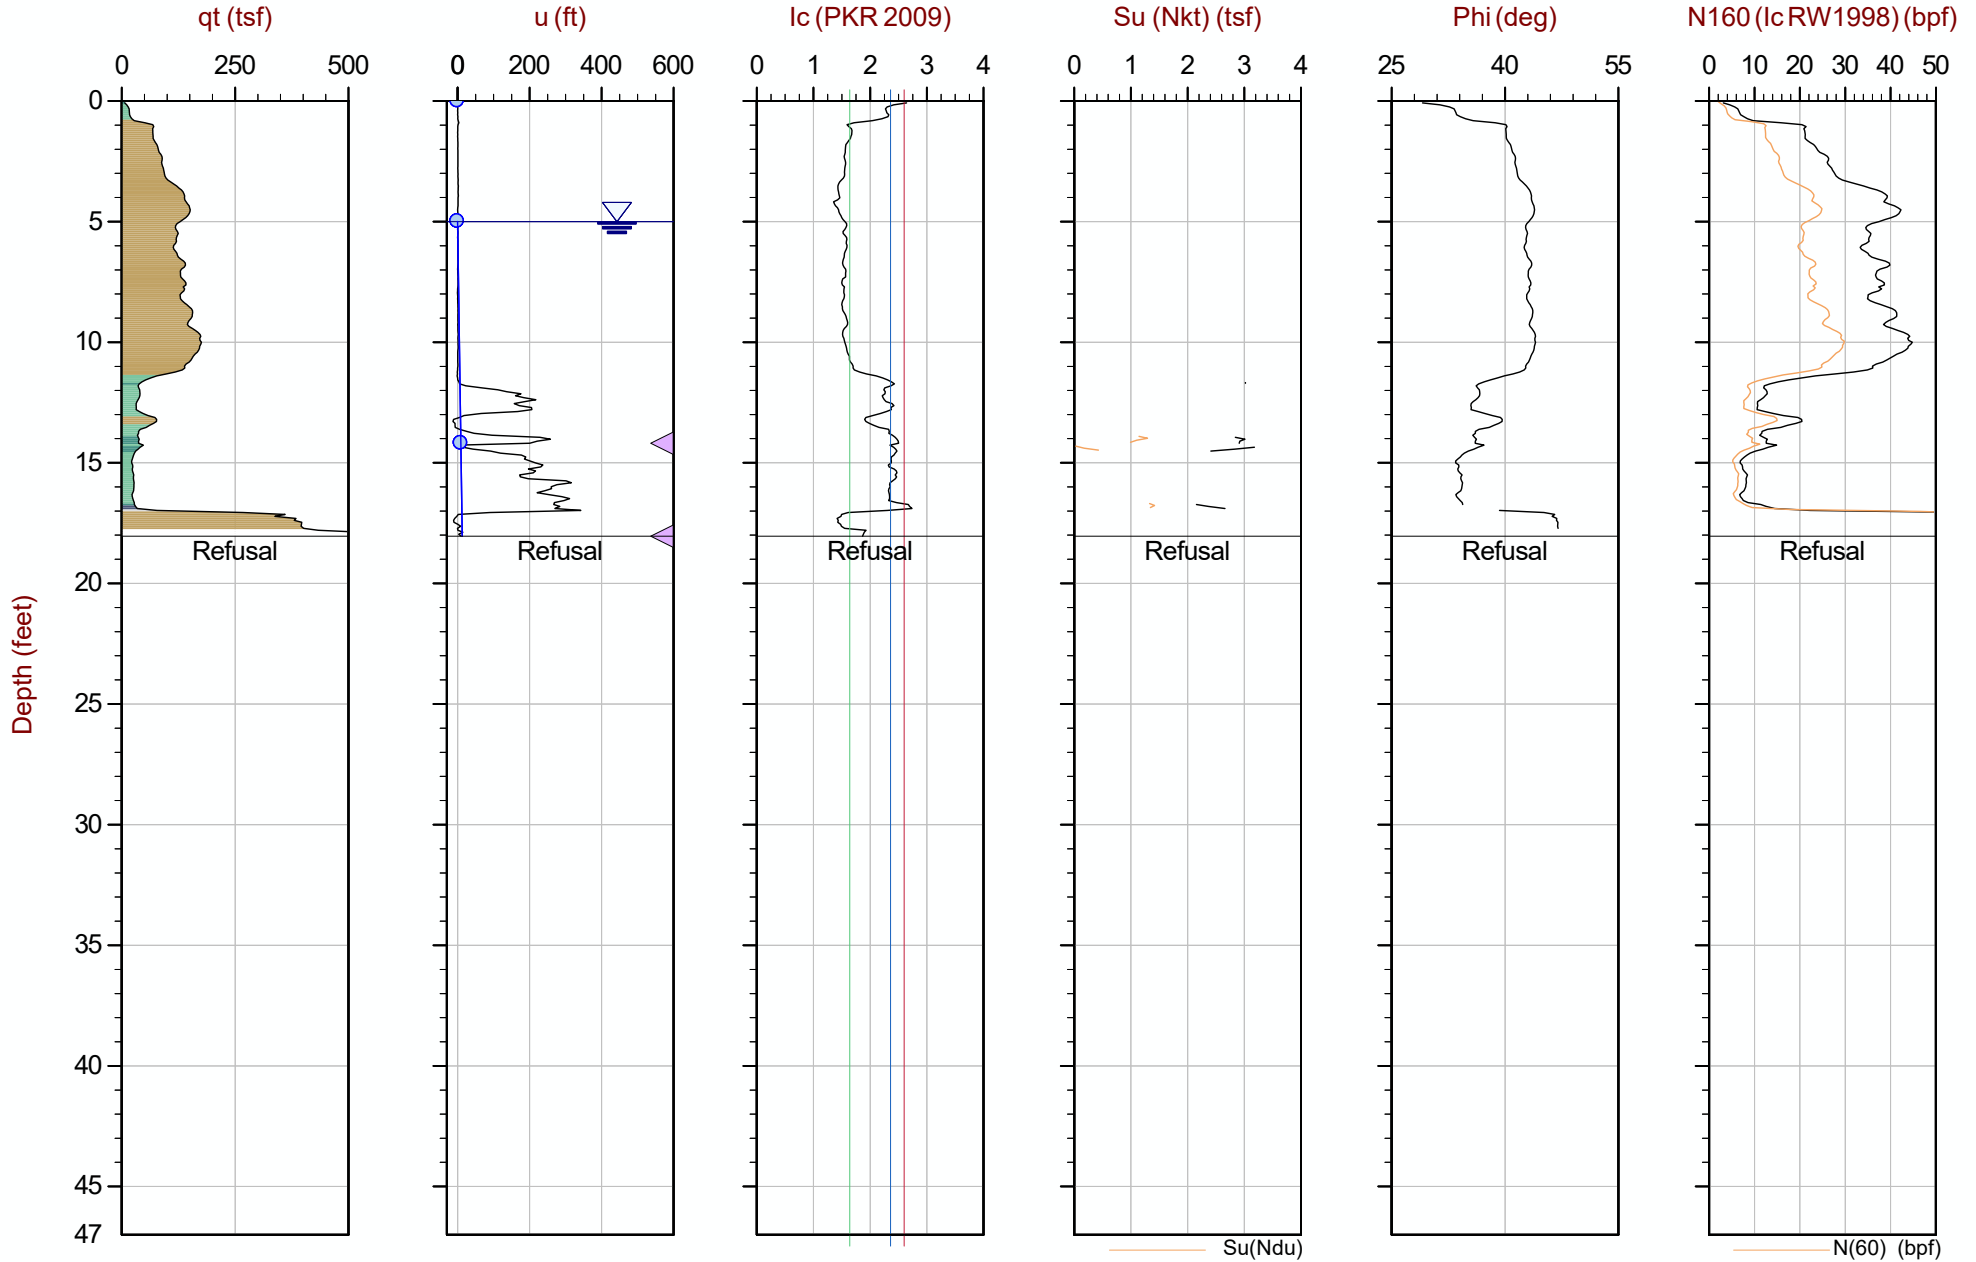 qt (tsf) u (ft) Ic (PKR 2009) Su (Nkt) (tsf) Phi (deg) N160 (Ic RW1998) (bpf)
0 250 500 0 200 400 600 0 1 2 3 4 0 1 2 3 4 25 40 55 0 10 20 30 40 50
0
5
10
15
Refusal Refusal Refusal Refusal Refusal Refusal
20
Depth (feet)
25
30
35
40
45
47
Su(Ndu) N(60) (bpf)